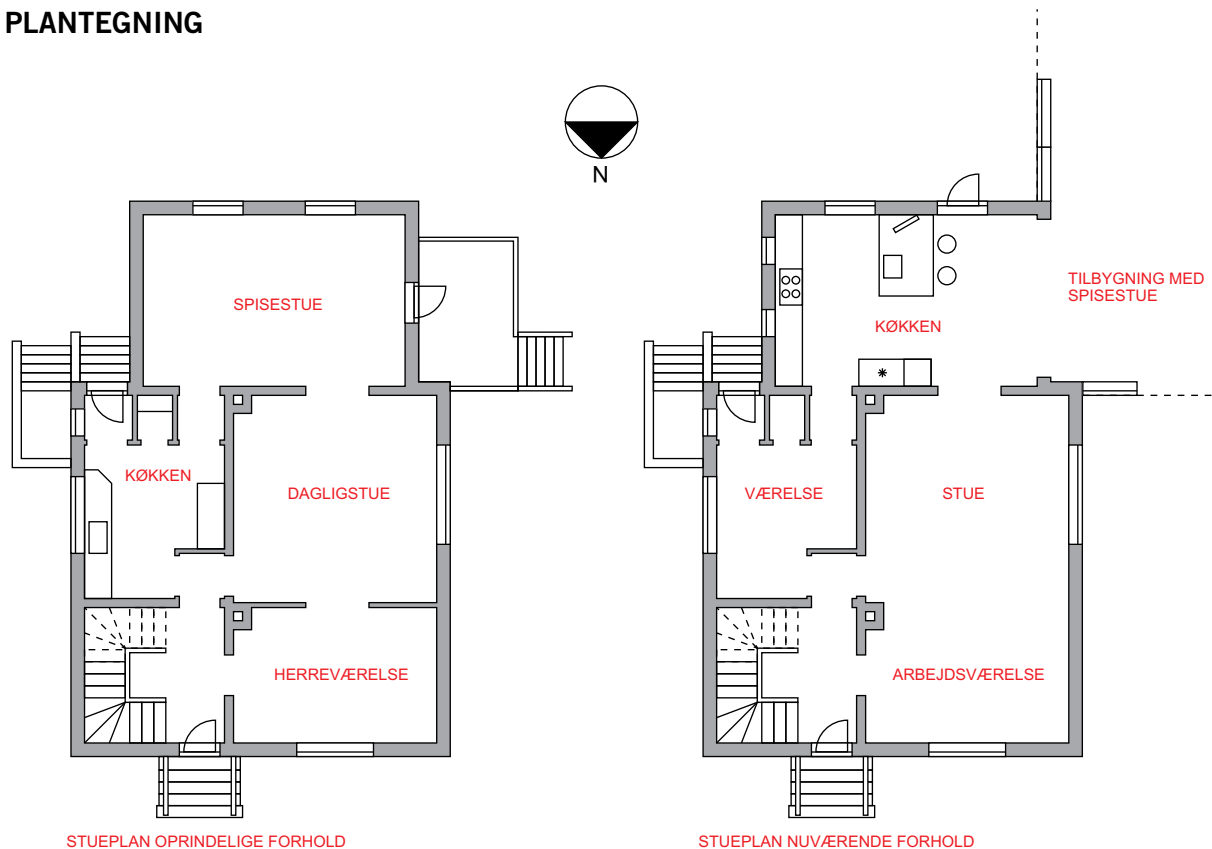 PLANTEGNING
N
SPISESTUE
KØKKEN
DAGLIGSTUE
HERREVÆRELSE
STUEPLAN OPRINDELIGE FORHOLD
TILBYGNING MED
SPISESTUE
KØKKEN
VÆRELSE
STUE
ARBEJDSVÆRELSE
STUEPLAN NUVÆRENDE FORHOLD